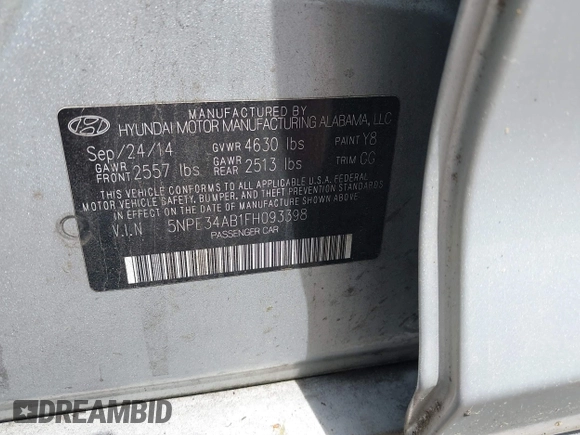 MANUFACTURED BY
HYUNDAI MOTOR MANUFACTURING ALABAMA, LLC
Sep/24/14 GVWR 4630 lbs PAINT Y8
GAWR FRONT 2557 lbs GAWR REAR 2513 lbs TRIM GG
THIS VEHICLE CONFORMS TO ALL APPLICABLE U.S.A. FEDERAL
MOTOR VEHICLE SAFETY, BUMPER, AND THEFT PREVENTION STANDARDS
IN EFFECT ON THE DATE OF MANUFACTURE SHOWN ABOVE.
V.I.N 5NPE34AB1FH093398
PASSENGER CAR
DREAMBID